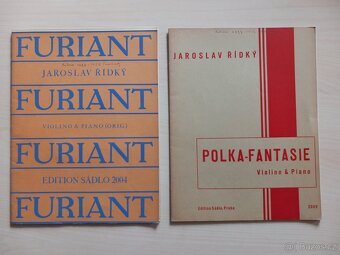 FURIANT
JAROSLAV ŘÍDKÝ
FURIANT
VIOLINO & PIANO (ORIG.)
FURIANT
EDITION SÁDLO 2004
FURIANT
JAROSLAV ŘÍDKÝ
POLKA-FANTASIE
Violino & Piano
Edition Sádlo, Praha